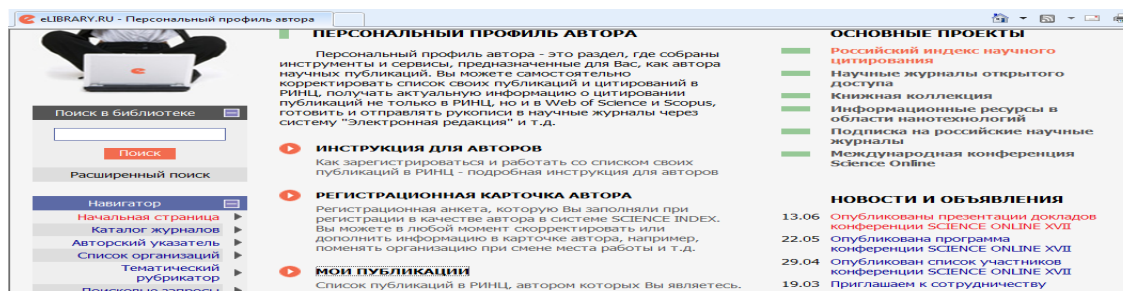 eLIBRARY.RU - Персональный профиль автора
Поиск в библиотеке
Поиск
Расширенный поиск
Навигатор
Начальная страница
Каталог журналов
Авторский указатель
Список организаций
Тематический
рубрикатор
Поисковые запросы
ПЕРСОНАЛЬНЫЙ ПРОФИЛЬ АВТОРА
Персональный профиль автора - это раздел, где собраны
инструменты и сервисы, предназначенные для Вас, как автора
научных публикаций. Вы можете самостоятельно
корректировать список своих публикаций и цитирований в
РИНЦ, получать актуальную информацию о цитировании
публикаций не только в РИНЦ, но и в Web of Science и Scopus,
готовить и отправлять рукописи в научные журналы через
систему "Электронная редакция" и т.д.
ИНСТРУКЦИЯ ДЛЯ АВТОРОВ
Как зарегистрироваться и работать со списком своих
публикаций в РИНЦ - подробная инструкция для авторов
РЕГИСТРАЦИОННАЯ КАРТОЧКА АВТОРА
Регистрационная анкета, которую Вы заполняли при
регистрации в качестве автора в системе SCIENCE INDEX.
Вы можете в любой момент скорректировать или
дополнить информацию в карточке автора, например,
поменять организацию при смене места работы и т.д.
МОИ ПУБЛИКАЦИИ
Список публикаций в РИНЦ, автором которых Вы являетесь.
ОСНОВНЫЕ ПРОЕКТЫ
Российский индекс научного
цитирования
Научные журналы открытого
доступа
Книжная коллекция
Информационные ресурсы в
области нанотехнологий
Подписка на российские научные
журналы
Международная конференция
Science Online
НОВОСТИ И ОБЪЯВЛЕНИЯ
13.06 Опубликованы презентации докладов
конференции SCIENCE ONLINE XVII
22.05 Опубликована программа
конференции SCIENCE ONLINE XVII
29.04 Опубликован список участников
конференции SCIENCE ONLINE XVII
19.03 Приглашаем к сотрудничеству